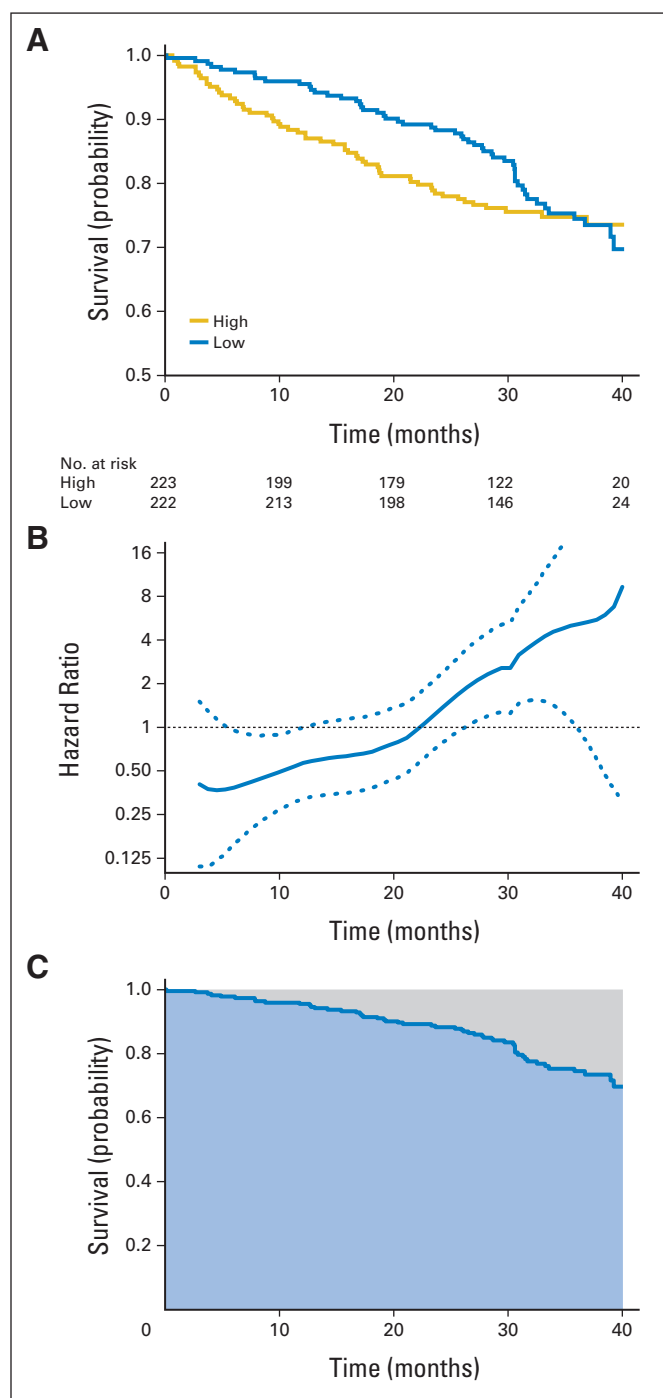 A
Survival (probability)
1.0
0.9
0.8
0.7
0.6
0.5
High
Low
0 10 20 30 40
Time (months)
No. at risk
High 223 199 179 122 20
Low 222 213 198 146 24
B
Hazard Ratio
16
8
4
2
1
0.50
0.25
0.125
0 10 20 30 40
Time (months)
C
Survival (probability)
1.0
0.8
0.6
0.4
0.2
0 10 20 30 40
Time (months)